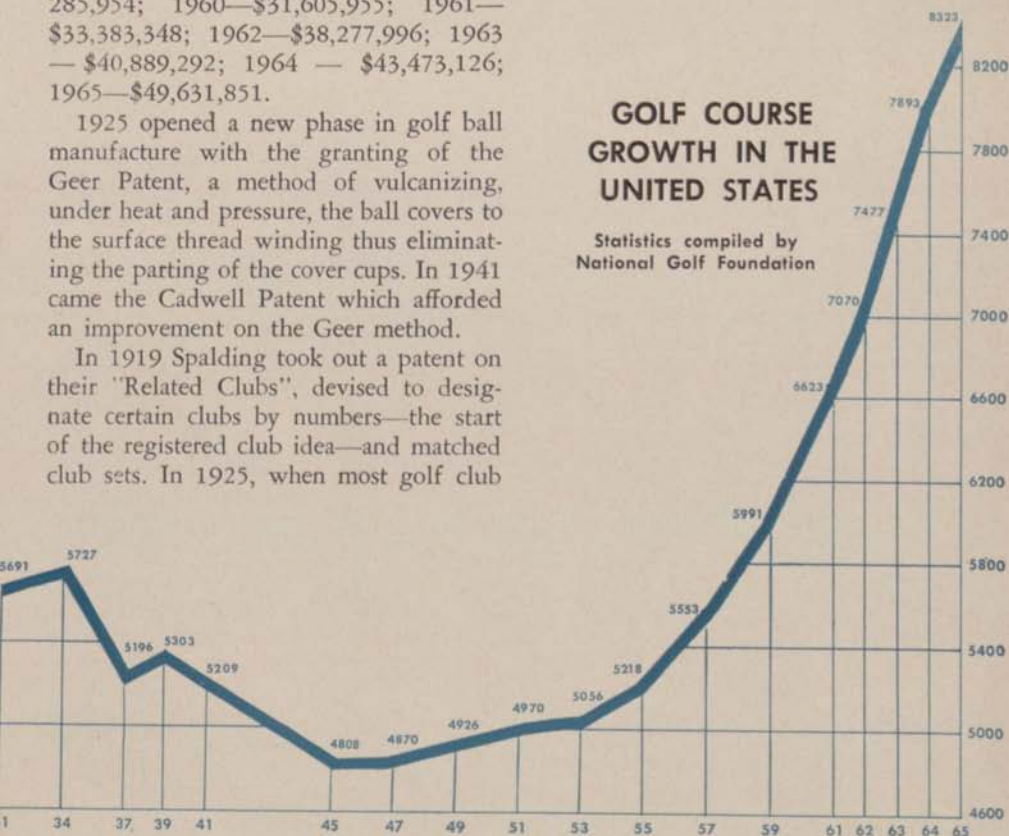 285,954; 1960—$31,605,955; 1961—
$33,383,348; 1962—$38,277,996; 1963
— $40,889,292; 1964 — $43,473,126;
1965—$49,631,851.
1925 opened a new phase in golf ball
manufacture with the granting of the
Geer Patent, a method of vulcanizing,
under heat and pressure, the ball covers to
the surface thread winding thus eliminat-
ing the parting of the cover cups. In 1941
came the Cadwell Patent which afforded
an improvement on the Geer method.
In 1919 Spalding took out a patent on
their "Related Clubs", devised to desig-
nate certain clubs by numbers—the start
of the registered club idea—and matched
club sets. In 1925, when most golf club
GOLF COURSE
GROWTH IN THE
UNITED STATES
Statistics compiled by
National Golf Foundation
5691
5727
5196
5303
5209
4808
4870
4926
4970
5056
5218
5553
5991
6623
7070
7477
7893
8323
8200
7800
7400
7000
6600
6200
5800
5400
5000
4600
34 37 39 41 45 47 49 51 53 55 57 59 61 62 63 64 65